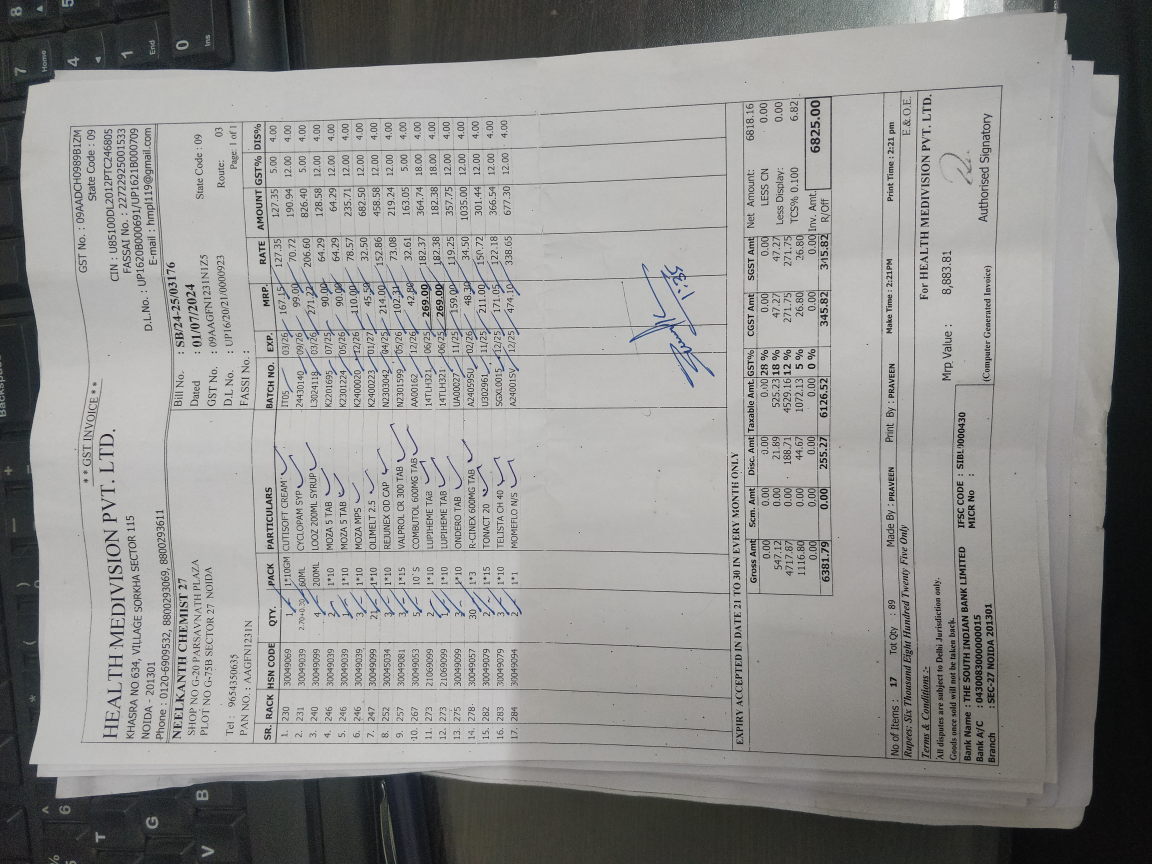 * * GST INVOICE * *
HEALTH MEDIVISION PVT. LTD.
KHASRA NO 634, VILLAGE SORKHA SECTOR 115
NOIDA - 201301
Phone : 0120-6909532, 8800293069, 8800293611
GST No. : 09AADCH0989B1ZM
State Code : 09
CIN : U85100DL2012PTC246805
FASSAI No. : 22722925001533
D.L.No. : UP1620B000691/UP1621B000709
E-mail : hmpl119@gmail.com
NEELKANTH CHEMIST 27
SHOP NO G-20 PARSAVNATH PLAZA
PLOT NO G-75B SECTOR 27 NOIDA
Tel : 9654350635
PAN NO. : AAGFN1231N
Bill No. : SB/24-25/03176
Dated : 01/07/2024
GST No. : 09AAGFN1231N1Z5 State Code : 09
D.L No. : UP16/20/21/0000923 Route: 03
FASSI No. : Page: 1 of 1
SR. RACK HSN CODE QTY. PACK PARTICULARS BATCH NO. EXP. MRP. RATE AMOUNT GST% DIS%
1. 230 30049069 1 1*10GM CUTISOFT CREAM IT05 03/26 167.15 127.35 127.35 5.00 4.00
2. 231 30049039 2.70+0.30 60ML CYCLOPAM SYP 24430140 09/26 99.00 70.72 190.94 12.00 4.00
3. 240 30049099 4 200ML LOOZ 200ML SYRUP L3024118 03/26 271.22 206.60 826.40 12.00 4.00
4. 246 30049039 2 1*10 MOZA 5 TAB K2201695 07/25 90.00 64.29 128.58 12.00 4.00
5. 246 30049039 1 1*10 MOZA 5 TAB K2301224 05/26 90.00 64.29 64.29 12.00 4.00
6. 246 30049039 3 1*10 MOZA MPS K2400020 12/26 110.00 78.57 235.71 12.00 4.00
7. 247 30049099 21 4*10 OLIMELT 2.5 K2400223 01/27 45.50 32.50 682.50 12.00 4.00
8. 252 30045034 3 1*10 REJUNEX OD CAP N2303042 04/25 214.00 152.86 458.58 12.00 4.00
9. 257 30049081 3 1*15 VALPROL CR 300 TAB N2301599 05/26 102.31 73.08 219.24 12.00 4.00
10. 267 30049053 5 10`S COMBUTOL 600MG TAB AA00162 12/26 42.80 32.61 163.05 5.00 4.00
11. 273 21069099 2 1*10 LUPIHEME TAB 14TLH321 06/25 269.00 182.37 364.74 18.00 4.00
12. 273 21069099 1 1*10 LUPIHEME TAB 14TLH321 06/25 269.00 182.38 182.38 18.00 4.00
13. 275 30049099 3 1*10 ONDERO TAB UA00027 11/25 159.00 119.25 357.75 12.00 4.00
14. 278 30049057 30 1*3 R-CINEX 600MG TAB A24059SU 02/26 48.30 34.50 1035.00 12.00 4.00
15. 282 30049079 2 1*15 TONACT 20 U302961 11/25 211.00 150.72 301.44 12.00 4.00
16. 283 30049079 3 1*10 TELISTA CH 40 SGXL0015 12/25 171.05 122.18 366.54 12.00 4.00
17. 284 30049094 2 1*1 MOMEFLO N/S A24001SV 12/25 474.10 338.65 677.30 12.00 4.00
1:35
EXPIRY ACCEPTED IN DATE 21 TO 30 IN EVERY MONTH ONLY
Gross Amt Scm. Amt Disc. Amt Taxable Amt. GST% CGST Amt SGST Amt
0.00 0.00 0.00 0.00 28 % 0.00 0.00
547.12 0.00 21.89 525.23 18 % 47.27 47.27
4717.87 0.00 188.71 4529.16 12 % 271.75 271.75
1116.80 0.00 44.67 1072.13 5 % 26.80 26.80
0.00 0.00 0.00 0.00 0 % 0.00 0.00
6381.79 0.00 255.27 6126.52 345.82 345.82
Net Amount: 6818.16
LESS CN 0.00
Less Display: 0.00
TCS% 0.100 6.82
Inv. Amt. R/Off 6825.00
No of Items : 17 Tot Qty : 89 Made By : PRAVEEN Print By : PRAVEEN Make Time : 2:21PM Print Time : 2:21 pm
Rupees: Six Thousand Eight Hundred Twenty Five Only E & O.E.
Terms & Conditions :-
All disputes are subject to Delhi Jurisdiction only.
Goods once sold will not be taken back.
Mrp Value : 8,883.81
For HEALTH MEDIVISION PVT. LTD.
Bank Name : THE SOUTH INDIAN BANK LIMITED IFSC CODE : SIBL0000430
Bank A/C : 0430083000000015 MICR No :
Branch : SEC-27 NOIDA 201301
(Computer Generated Invoice) Authorised Signatory